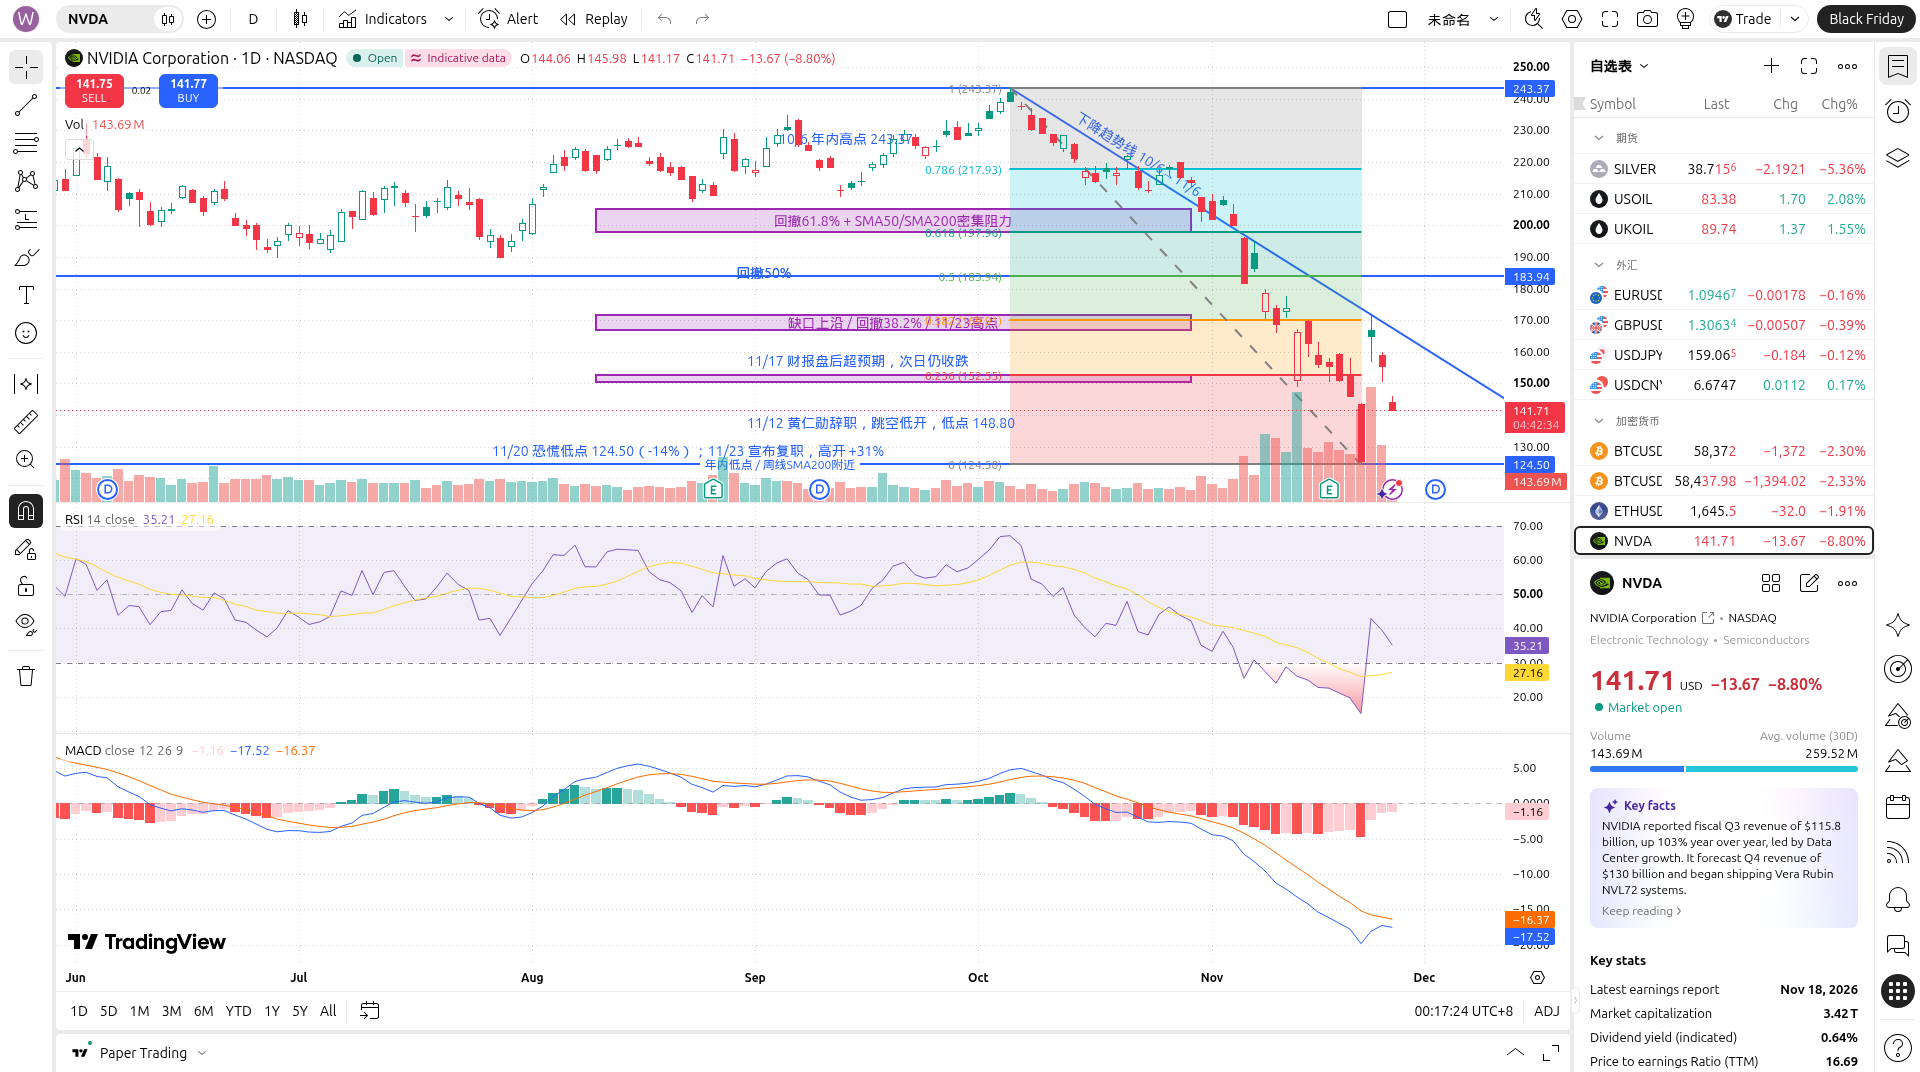 W NVDA D Indicators Alert Replay 未命名 Trade Black Friday
NVIDIA Corporation · 1D · NASDAQ Open Indicative data O144.06 H145.98 L141.17 C141.71 −13.67 (−8.80%)
141.75 SELL 0.02 141.77 BUY
Vol 143.69 M
1 (243.37)
10/6 年内高点 243.37
下降趋势线 10/6 - 11/6
0.786 (217.93)
回撤61.8% + SMA50/SMA200密集阻力
0.618 (197.96)
回撤50%
0.5 (183.94)
缺口上沿 / 回撤38.2% / 11/23高点
11/17 财报盘后超预期，次日仍收跌
0.236 (152.55)
11/12 黄仁勋辞职，跳空低开，低点 148.80
11/20 恐慌低点 124.50（-14%）；11/23 宣布复职，高开 +31%
年内低点 / 周线SMA200附近
0 (124.50)
D E D E D
250.00
243.37
240.00
230.00
220.00
210.00
200.00
190.00
183.94
180.00
170.00
160.00
150.00
141.71
04:42:34
130.00
124.50
143.69 M
RSI 14 close 35.21 27.16
70.00
60.00
50.00
40.00
35.21
30.00
27.16
20.00
MACD close 12 26 9 −1.16 −17.52 −16.37
5.00
0.0000
−1.16
−5.00
−10.00
−15.00
−16.37
−17.52
−20.00
TradingView
Jun Jul Aug Sep Oct Nov Dec
1D 5D 1M 3M 6M YTD 1Y 5Y All 00:17:24 UTC+8 ADJ
Paper Trading
自选表
Symbol Last Chg Chg%
期货
SILVER 38.7156 −2.1921 −5.36%
USOIL 83.38 1.70 2.08%
UKOIL 89.74 1.37 1.55%
外汇
EURUSD 1.09467 −0.00178 −0.16%
GBPUSD 1.30634 −0.00507 −0.39%
USDJPY 159.065 −0.184 −0.12%
USDCNY 6.6747 0.0112 0.17%
加密货币
BTCUSD 58,372 −1,372 −2.30%
BTCUSD 58,437.98 −1,394.02 −2.33%
ETHUSD 1,645.5 −32.0 −1.91%
NVDA 141.71 −13.67 −8.80%
NVDA
NVIDIA Corporation • NASDAQ
Electronic Technology • Semiconductors
141.71 USD −13.67 −8.80%
Market open
Volume Avg. volume (30D)
143.69 M 259.52 M
Key facts
NVIDIA reported fiscal Q3 revenue of $115.8
billion, up 103% year over year, led by Data
Center growth. It forecast Q4 revenue of
$130 billion and began shipping Vera Rubin
NVL72 systems.
Keep reading
Key stats
Latest earnings report Nov 18, 2026
Market capitalization 3.42 T
Dividend yield (indicated) 0.64%
Price to earnings Ratio (TTM) 16.69